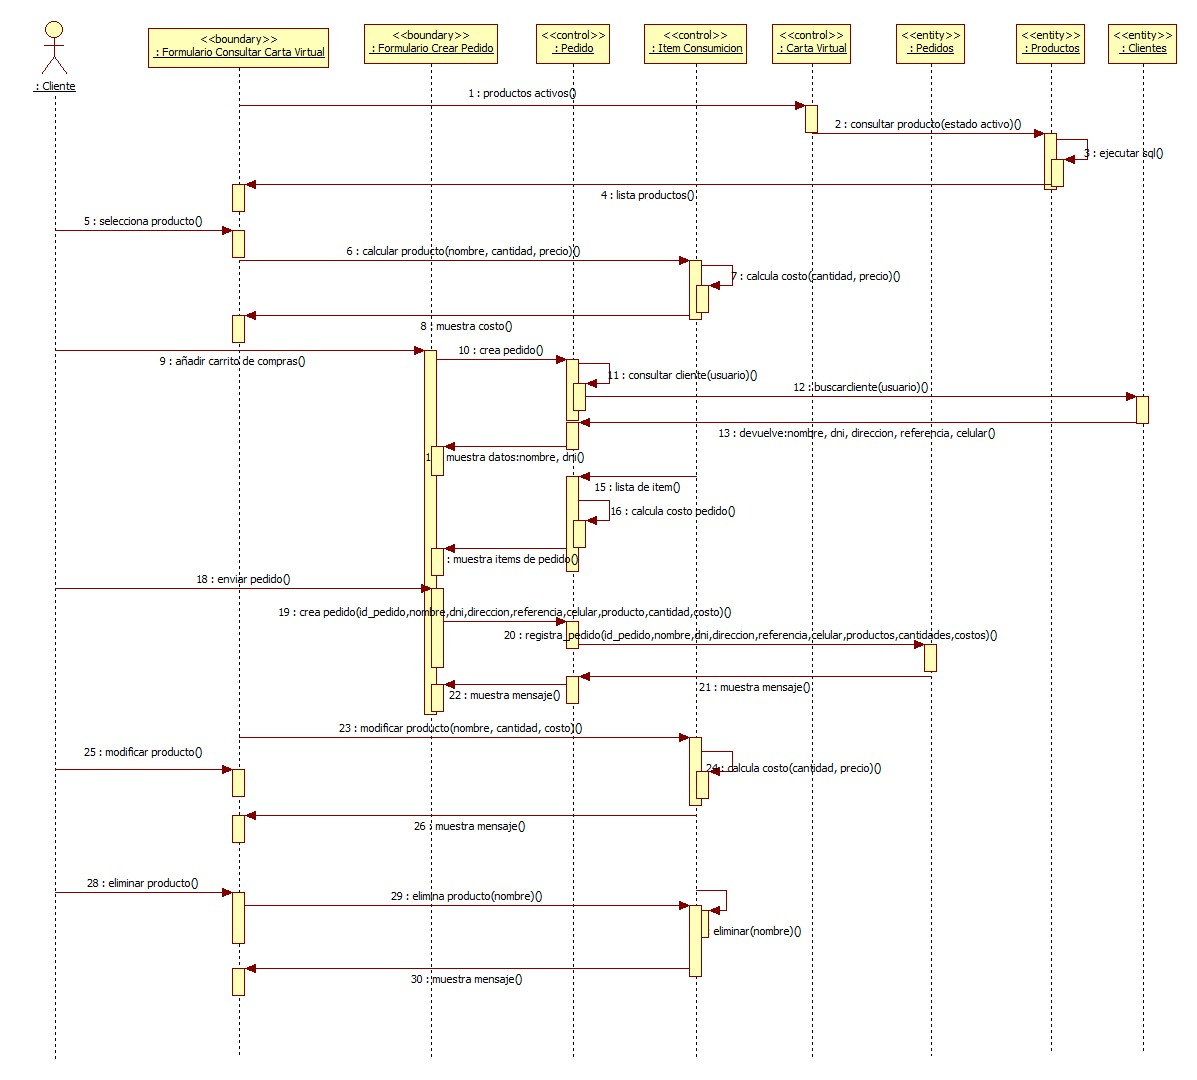 <<boundary>>
: Formulario Consultar Carta Virtual
<<boundary>>
: Formulario Crear Pedido
<<control>>
: Pedido
<<control>>
: Item Consumicion
<<control>>
: Carta Virtual
<<entity>>
: Pedidos
<<entity>>
: Productos
<<entity>>
: Clientes
: Cliente
1 : productos activos()
2 : consultar producto(estado activo)()
3 : ejecutar sql()
4 : lista productos()
5 : selecciona producto()
6 : calcular producto(nombre, cantidad, precio)()
7 : calcula costo(cantidad, precio)()
8 : muestra costo()
9 : añadir carrito de compras()
10 : crea pedido()
11 : consultar cliente(usuario)()
12 : buscarcliente(usuario)()
13 : devuelve:nombre, dni, direccion, referencia, celular()
1 muestra datos:nombre, dni()
15 : lista de item()
16 : calcula costo pedido()
: muestra items de pedido()
18 : enviar pedido()
19 : crea pedido(id_pedido,nombre,dni,direccion,referencia,celular,producto,cantidad,costo)()
20 : registra_pedido(id_pedido,nombre,dni,direccion,referencia,celular,productos,cantidades,costos)()
21 : muestra mensaje()
22 : muestra mensaje()
23 : modificar producto(nombre, cantidad, costo)()
25 : modificar producto()
24 : calcula costo(cantidad, precio)()
26 : muestra mensaje()
28 : eliminar producto()
29 : elimina producto(nombre)()
: eliminar(nombre)()
30 : muestra mensaje()